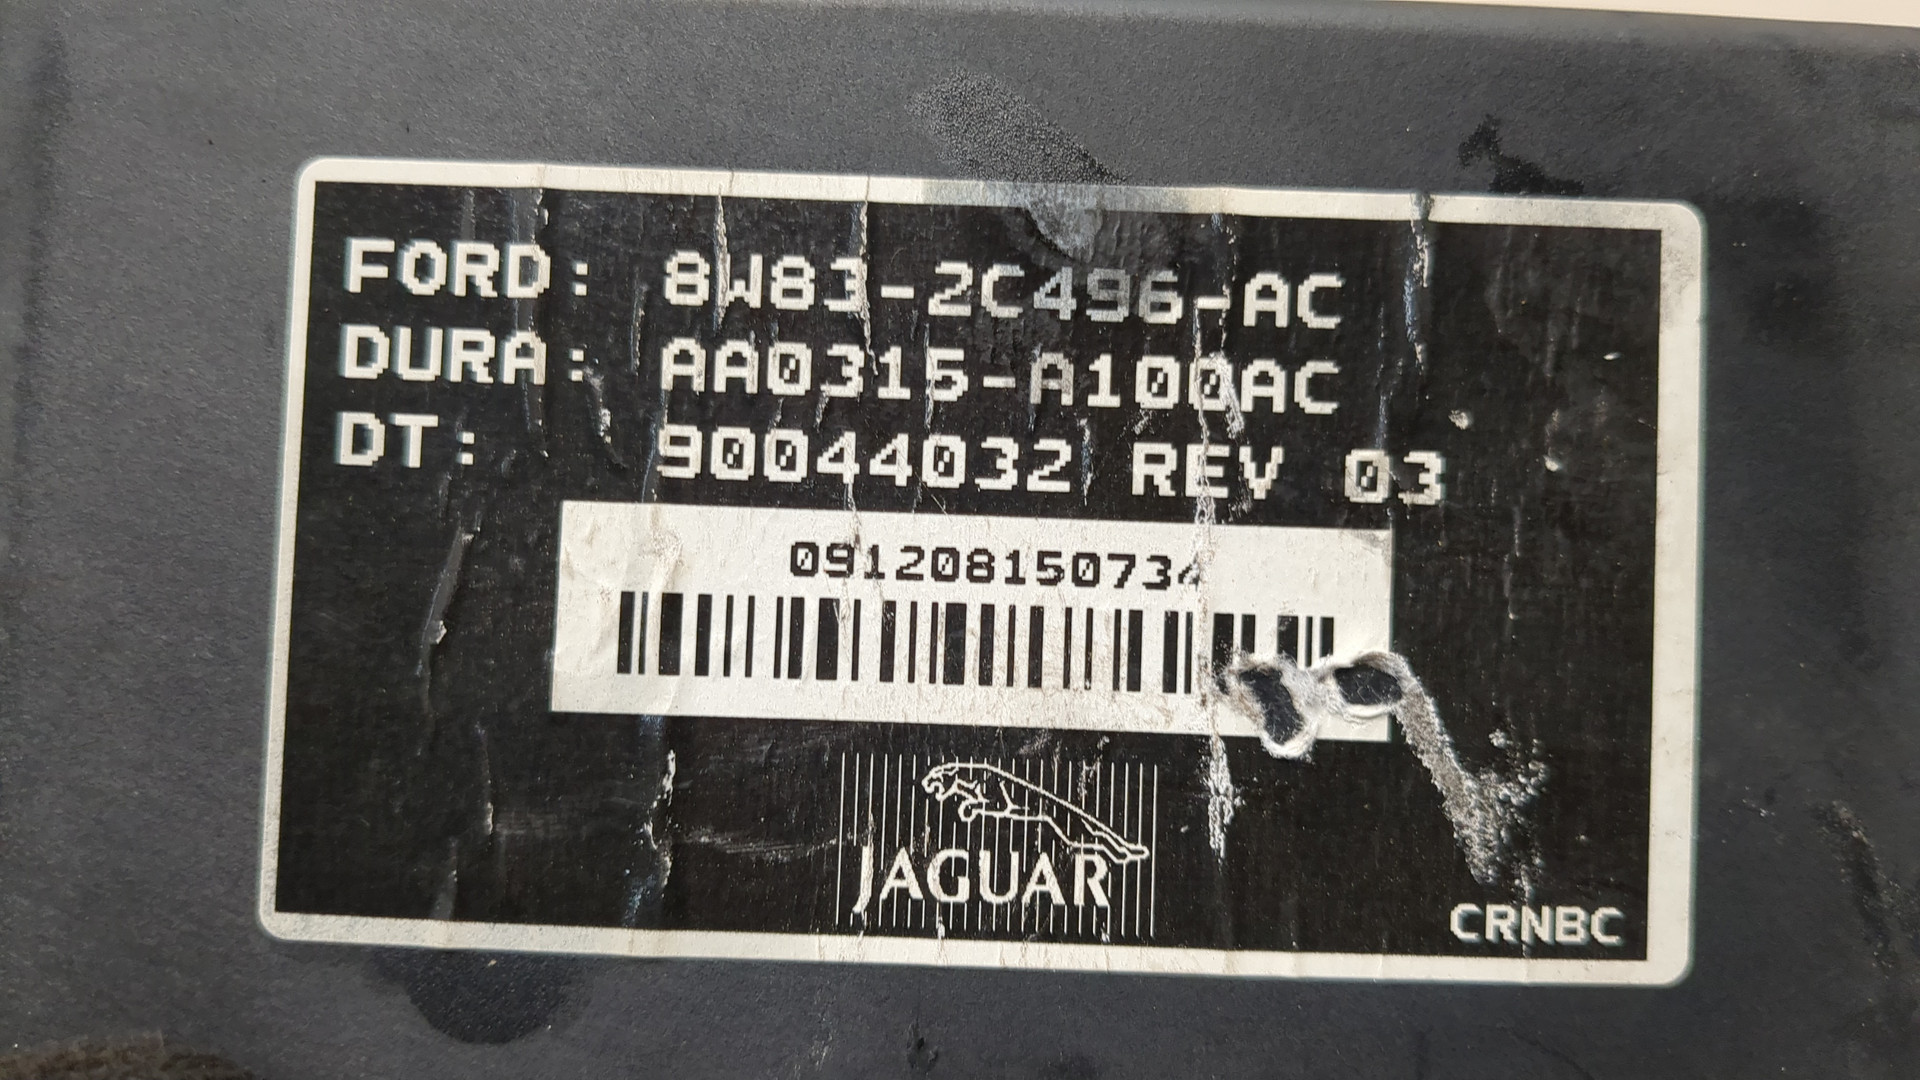 FORD: 8W83-2C496-AC
DURA: AA0315-A100AC
DT: 90044032 REV 03
091208150734
JAGUAR
CRNBC